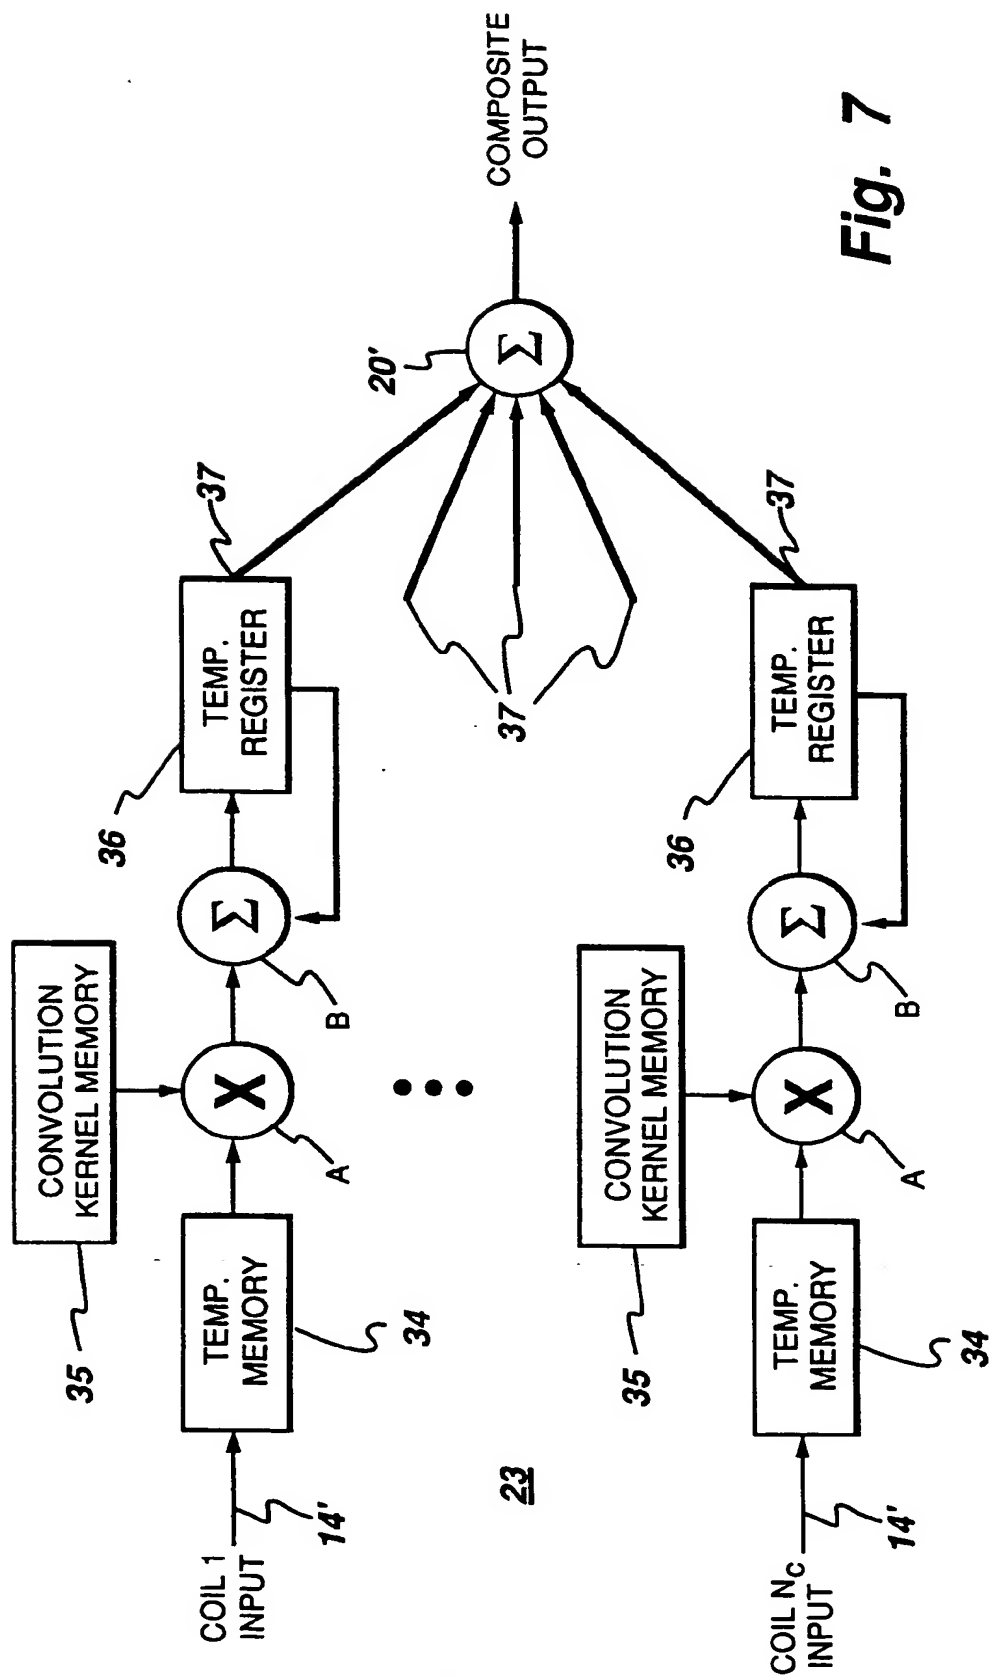 COIL 1
INPUT
14'
TEMP.
MEMORY
34
CONVOLUTION
KERNEL MEMORY
35
X
A
Σ
B
TEMP.
REGISTER
36
37
23
37
20'
Σ
COMPOSITE
OUTPUT
COIL N_C
INPUT
14'
TEMP.
MEMORY
34
CONVOLUTION
KERNEL MEMORY
35
X
A
Σ
B
TEMP.
REGISTER
36
37
Fig. 7